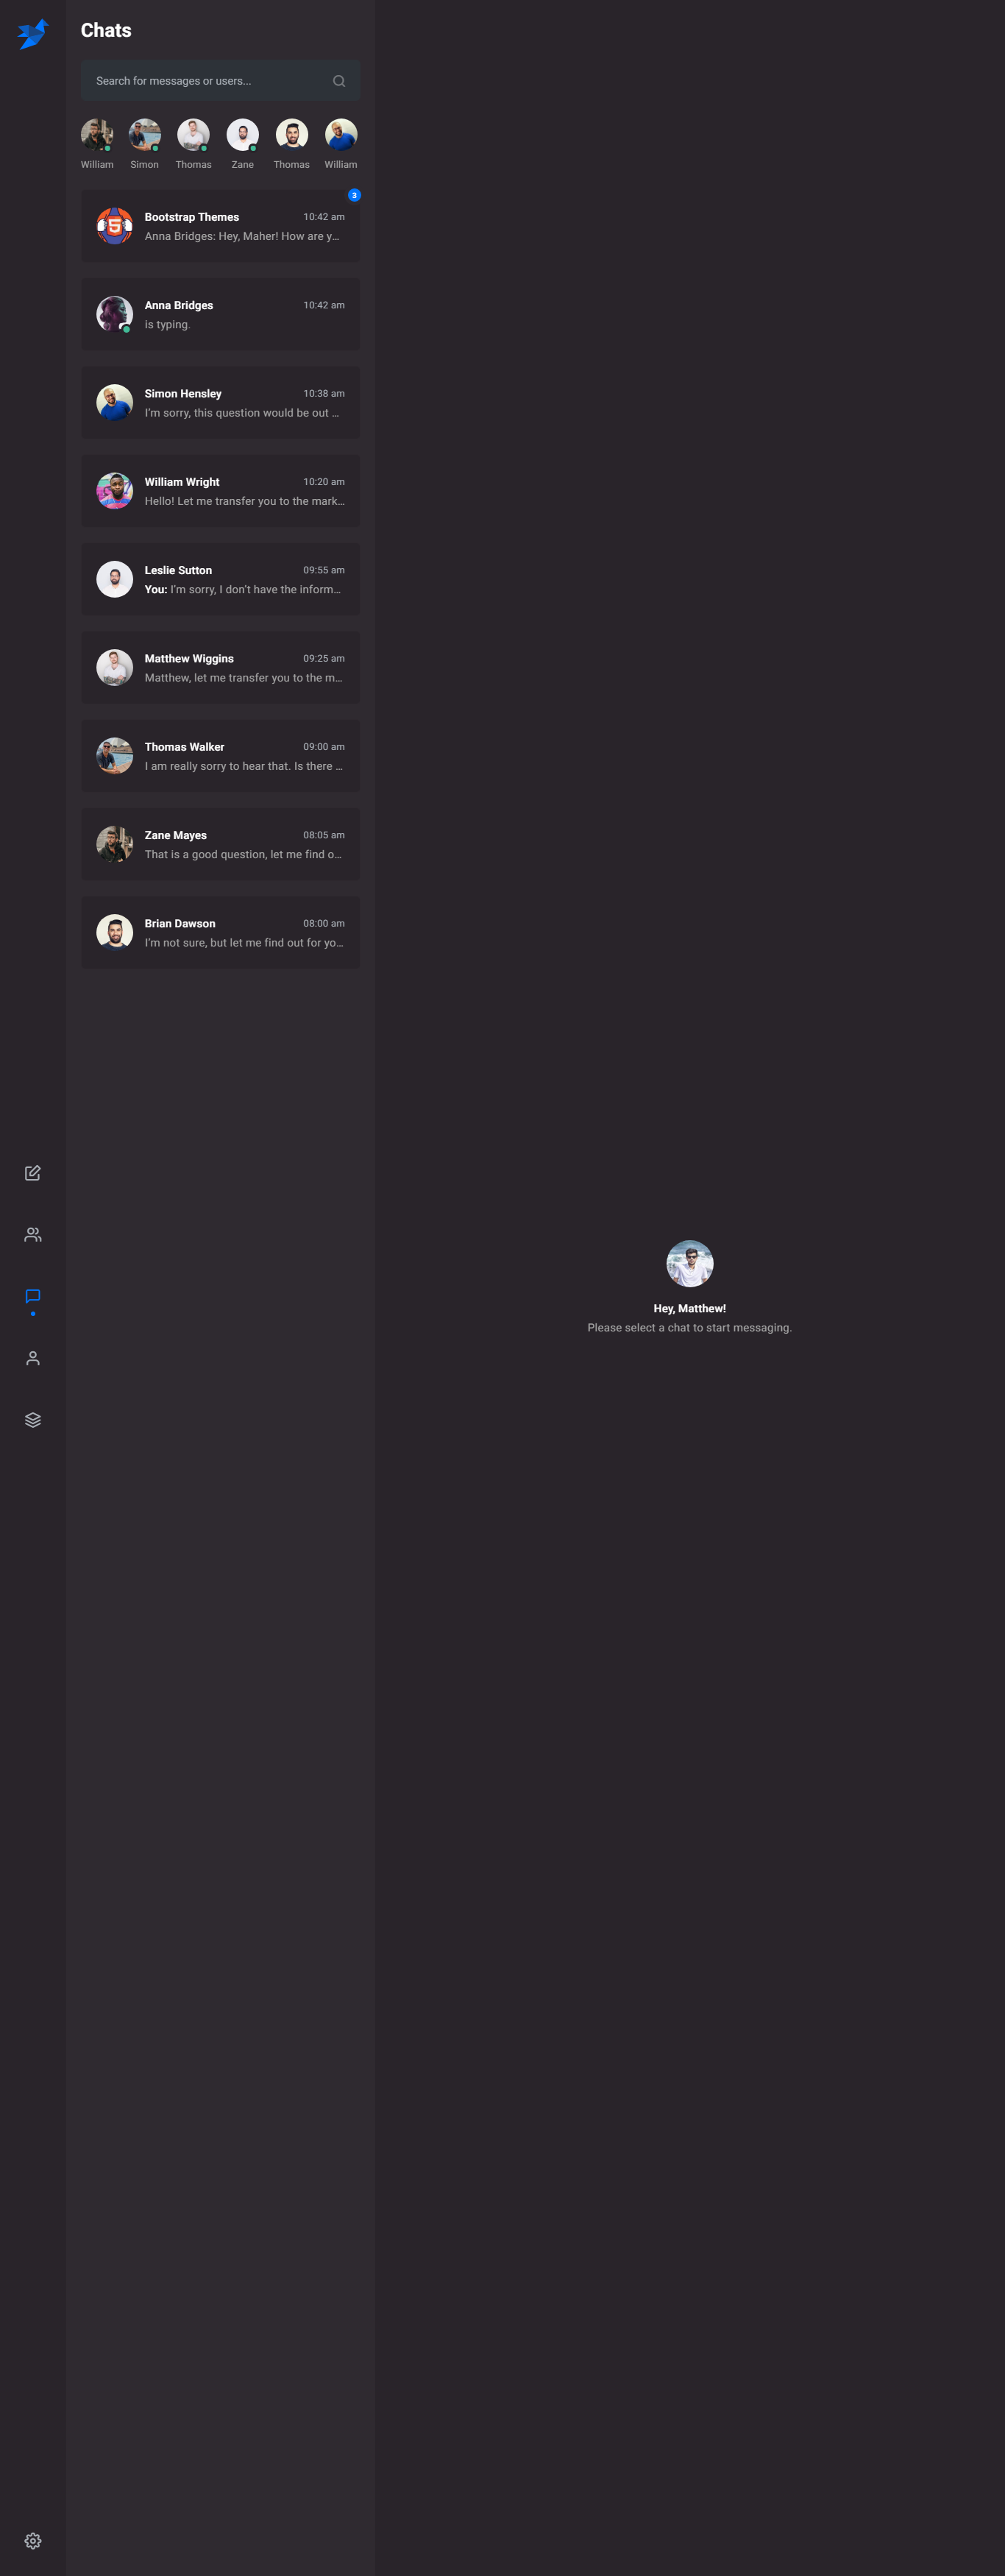 Chats
Search for messages or users...
William Simon Thomas Zane Thomas William
3
Bootstrap Themes 10:42 am
Anna Bridges: Hey, Maher! How are y...
Anna Bridges 10:42 am
is typing.
Simon Hensley 10:38 am
I'm sorry, this question would be out ...
William Wright 10:20 am
Hello! Let me transfer you to the mark...
Leslie Sutton 09:55 am
You: I'm sorry, I don't have the inform...
Matthew Wiggins 09:25 am
Matthew, let me transfer you to the m...
Thomas Walker 09:00 am
I am really sorry to hear that. Is there ...
Zane Mayes 08:05 am
That is a good question, let me find o...
Brian Dawson 08:00 am
I'm not sure, but let me find out for yo...
Hey, Matthew!
Please select a chat to start messaging.